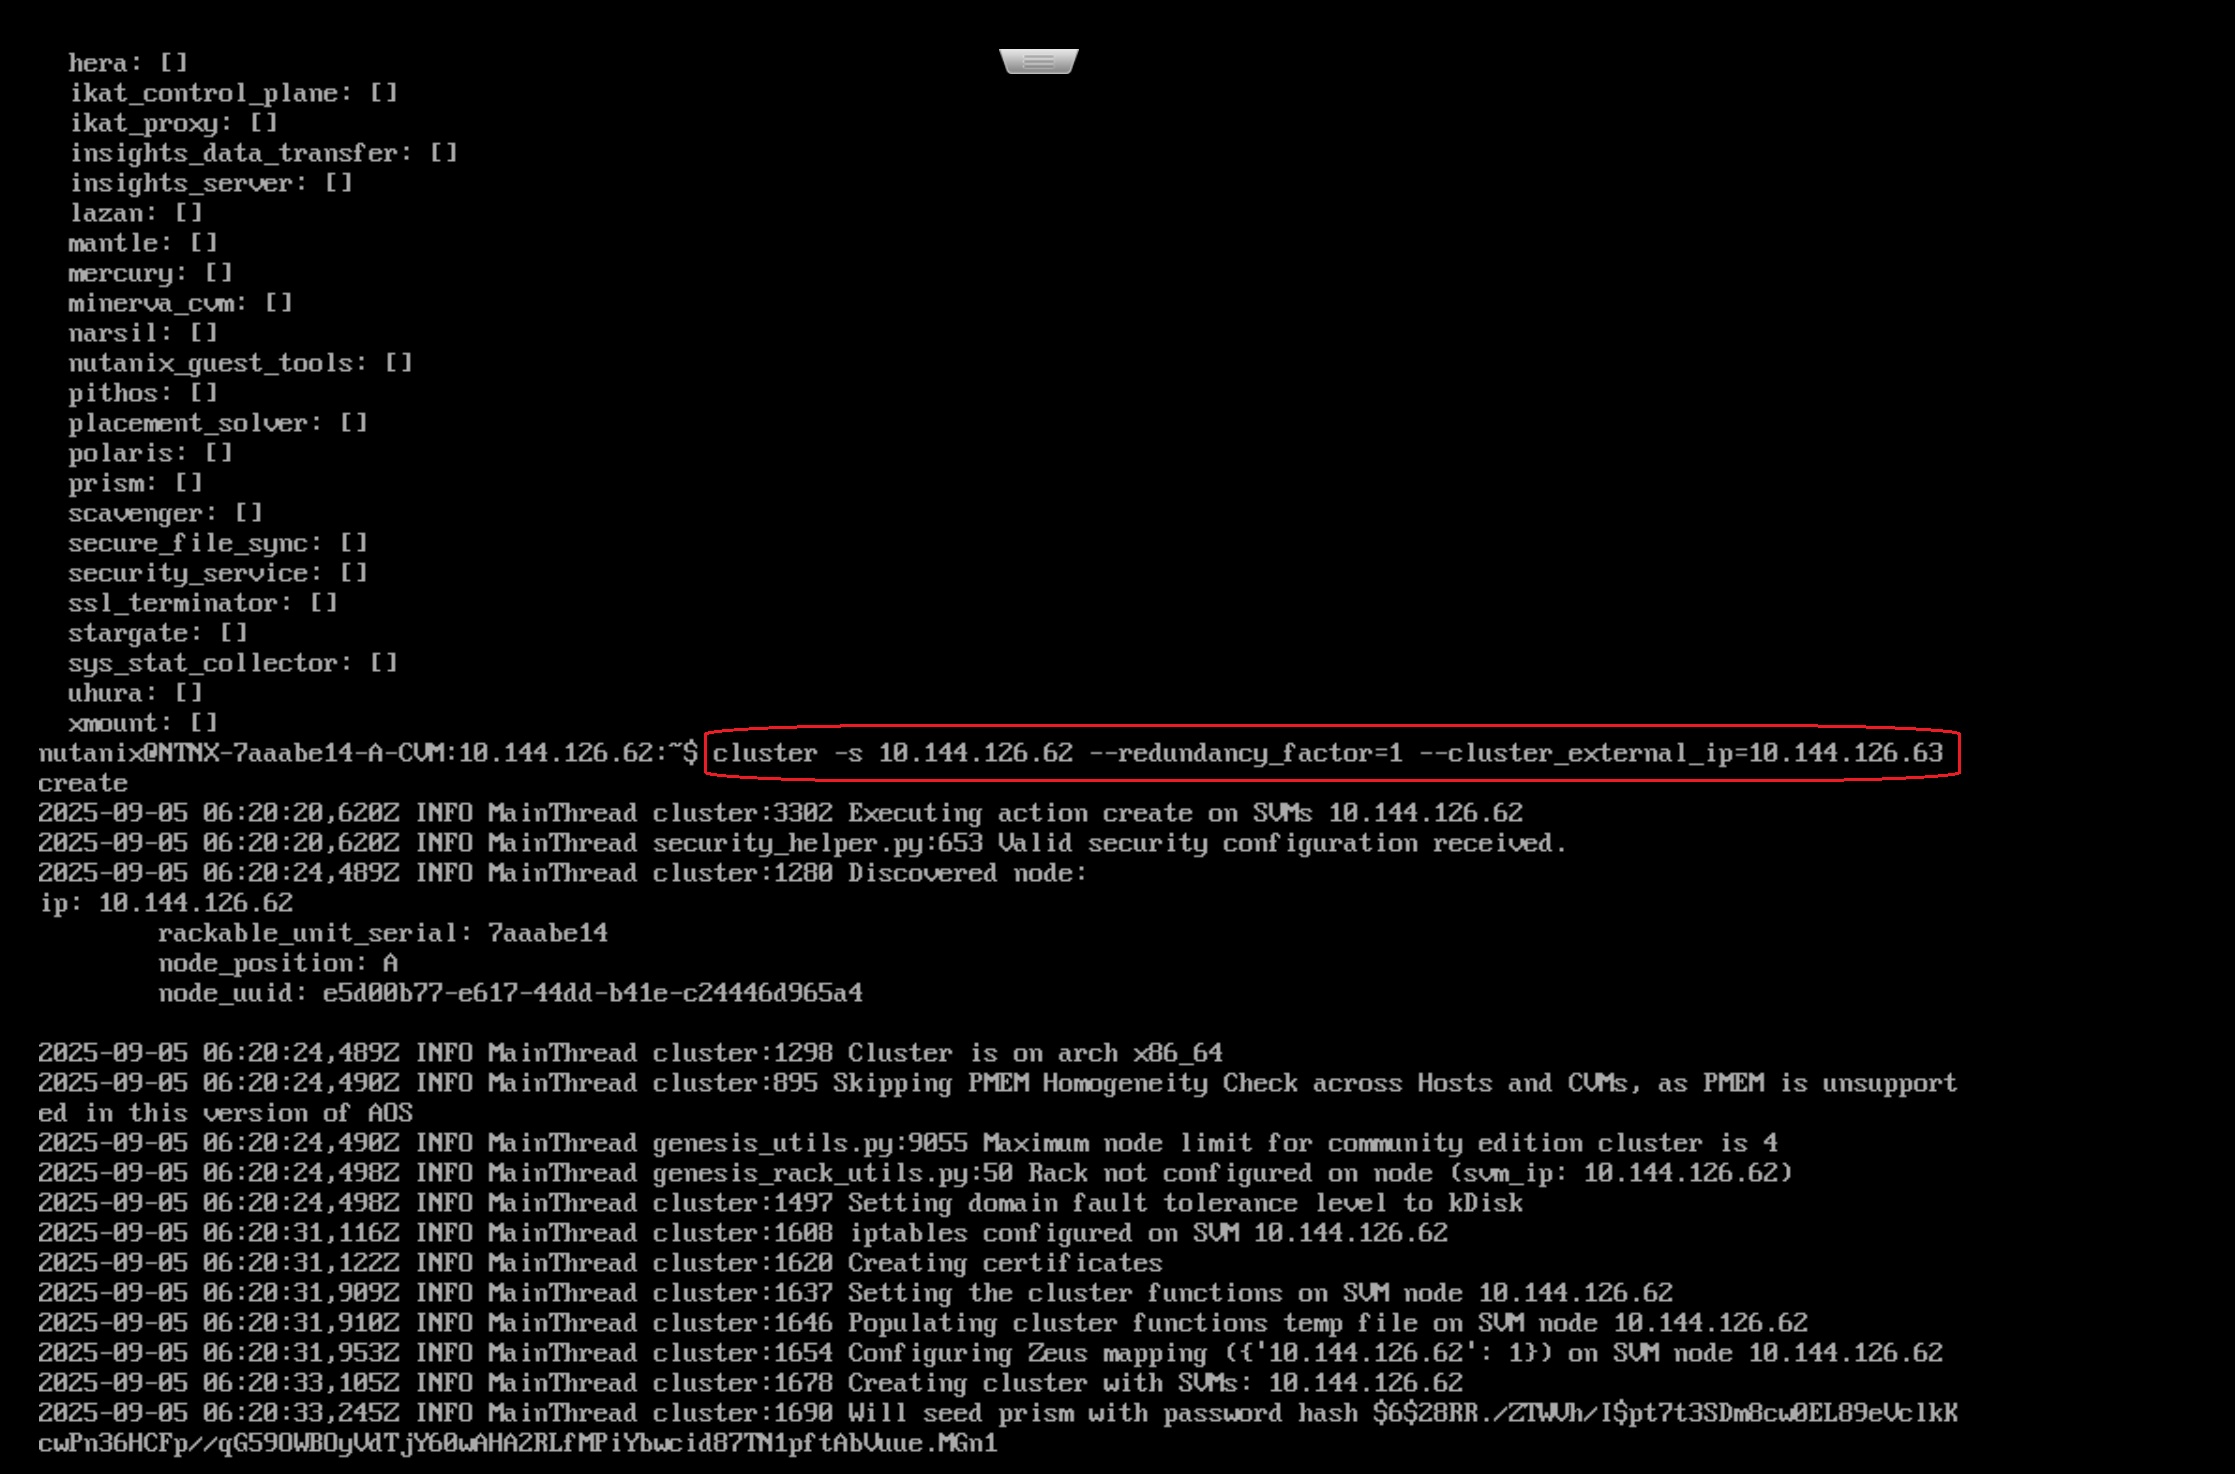 hera: []
ikat_control_plane: []
ikat_proxy: []
insights_data_transfer: []
insights_server: []
lazan: []
mantle: []
mercury: []
minerva_cvm: []
narsil: []
nutanix_guest_tools: []
pithos: []
placement_solver: []
polaris: []
prism: []
scavenger: []
secure_file_sync: []
security_service: []
ssl_terminator: []
stargate: []
sys_stat_collector: []
uhura: []
xmount: []
nutanix@NTNX-7aaabe14-A-CVM:10.144.126.62:~$ cluster -s 10.144.126.62 --redundancy_factor=1 --cluster_external_ip=10.144.126.63
create
2025-09-05 06:20:20,620Z INFO MainThread cluster:3302 Executing action create on SVMs 10.144.126.62
2025-09-05 06:20:20,620Z INFO MainThread security_helper.py:653 Valid security configuration received.
2025-09-05 06:20:24,489Z INFO MainThread cluster:1280 Discovered node:
ip: 10.144.126.62
rackable_unit_serial: 7aaabe14
node_position: A
node_uuid: e5d00b77-e617-44dd-b41e-c24446d965a4
2025-09-05 06:20:24,489Z INFO MainThread cluster:1298 Cluster is on arch x86_64
2025-09-05 06:20:24,490Z INFO MainThread cluster:895 Skipping PMEM Homogeneity Check across Hosts and CVMs, as PMEM is unsupport
ed in this version of AOS
2025-09-05 06:20:24,490Z INFO MainThread genesis_utils.py:9055 Maximum node limit for community edition cluster is 4
2025-09-05 06:20:24,498Z INFO MainThread genesis_rack_utils.py:50 Rack not configured on node (svm_ip: 10.144.126.62)
2025-09-05 06:20:24,498Z INFO MainThread cluster:1497 Setting domain fault tolerance level to kDisk
2025-09-05 06:20:31,116Z INFO MainThread cluster:1608 iptables configured on SVM 10.144.126.62
2025-09-05 06:20:31,122Z INFO MainThread cluster:1620 Creating certificates
2025-09-05 06:20:31,909Z INFO MainThread cluster:1637 Setting the cluster functions on SVM node 10.144.126.62
2025-09-05 06:20:31,910Z INFO MainThread cluster:1646 Populating cluster functions temp file on SVM node 10.144.126.62
2025-09-05 06:20:31,953Z INFO MainThread cluster:1654 Configuring Zeus mapping ({'10.144.126.62': 1}) on SVM node 10.144.126.62
2025-09-05 06:20:33,105Z INFO MainThread cluster:1678 Creating cluster with SVMs: 10.144.126.62
2025-09-05 06:20:33,245Z INFO MainThread cluster:1690 Will seed prism with password hash $6$28RR./ZTWVh/I$pt7t3SDm8cw0EL89eVclkK
cwPn36HCFp//qG59OWBOyVdTjY60wAHA2RLfMPiYbwcid87TN1pftAbVuue.MGn1